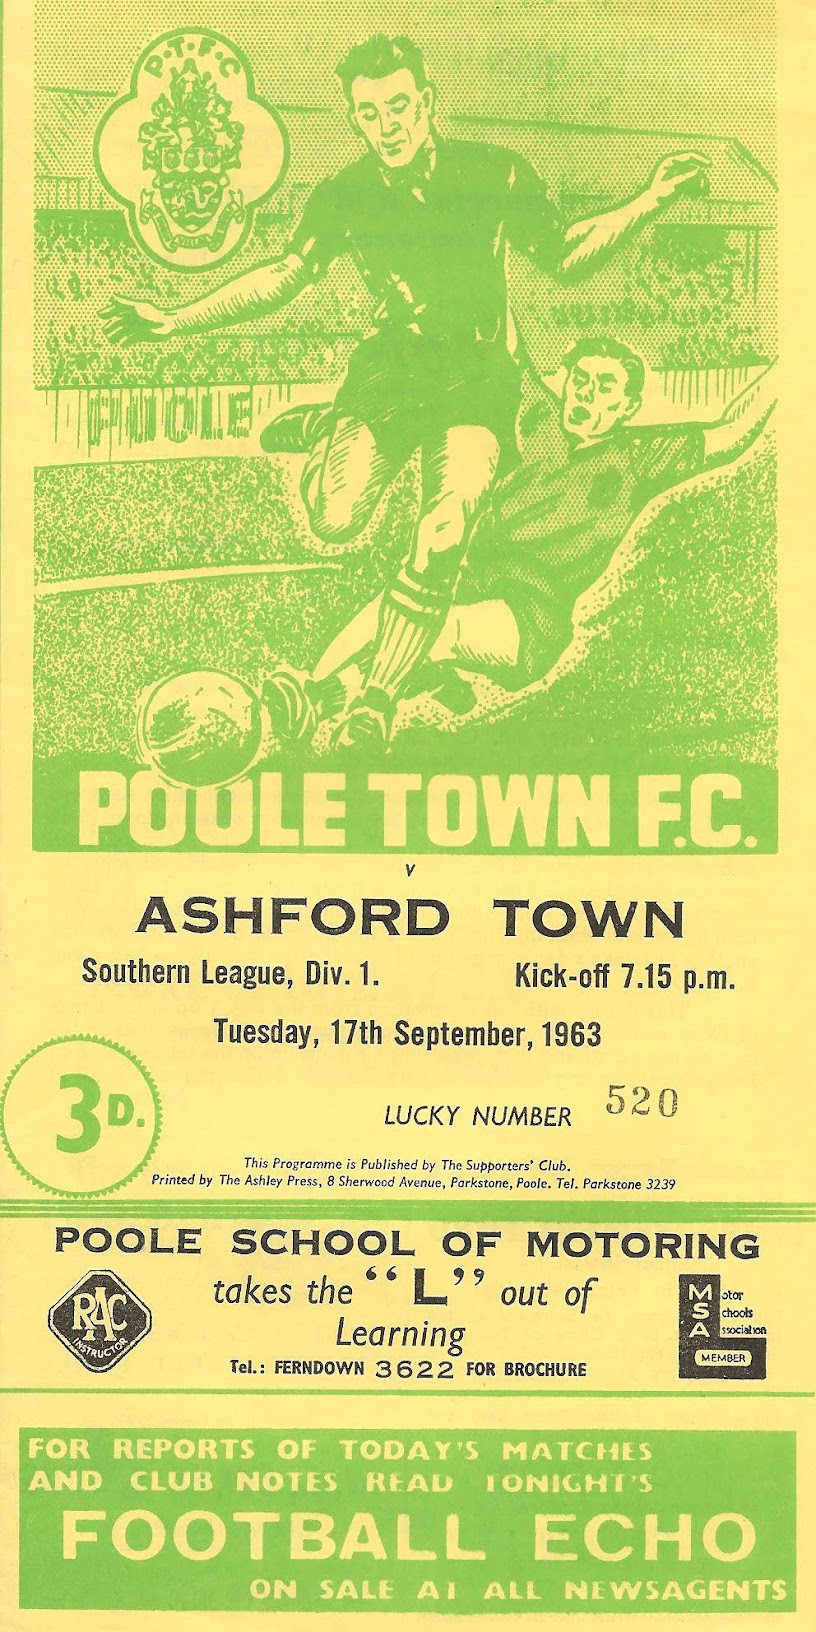 P.T.F.C
A
POOLE
POOLE TOWN F.C.
v
ASHFORD TOWN
Southern League, Div. 1. Kick-off 7.15 p.m.
Tuesday, 17th September, 1963
3D.
LUCKY NUMBER 520
This Programme is Published by The Supporters' Club.
Printed by The Ashley Press, 8 Sherwood Avenue, Parkstone, Poole. Tel. Parkstone 3239
POOLE SCHOOL OF MOTORING
RAC
INSTRUCTOR
takes the "L" out of
Learning
Tel.: FERNDOWN 3622 FOR BROCHURE
Motor
Schools
Association
MEMBER
FOR REPORTS OF TODAY'S MATCHES
AND CLUB NOTES READ TONIGHT'S
FOOTBALL ECHO
ON SALE AT ALL NEWSAGENTS